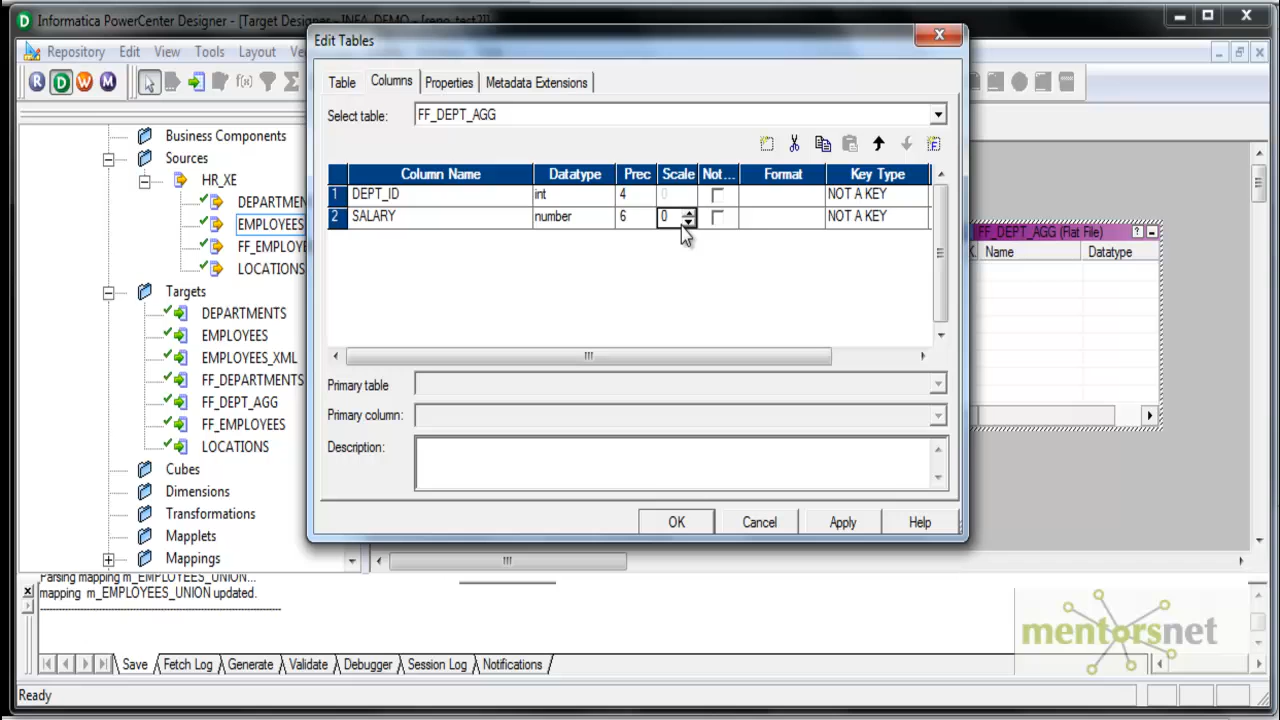 Informatica PowerCenter Designer - [Target Designer - INFA_DEMO - [repo_test2]]
Edit Tables
Repository Edit View Tools Layout
Table Columns Properties Metadata Extensions
Select table: FF_DEPT_AGG
Column Name Datatype Prec Scale Not... Format Key Type
1 DEPT_ID int 4 0 NOT A KEY
2 SALARY number 6 0 NOT A KEY
Primary table
Primary column:
Description:
OK Cancel Apply Help
Business Components
Sources
HR_XE
DEPARTMEN
EMPLOYEES
FF_EMPLOYE
LOCATIONS
Targets
DEPARTMENTS
EMPLOYEES
EMPLOYEES_XML
FF_DEPARTMENTS
FF_DEPT_AGG
FF_EMPLOYEES
LOCATIONS
Cubes
Dimensions
Transformations
Mapplets
Mappings
FF_DEPT_AGG (Flat File)
K. Name Datatype
Parsing mapping m_EMPLOYEES_UNION...
mapping m_EMPLOYEES_UNION updated.
mentorsnet
Save Fetch Log Generate Validate Debugger Session Log Notifications
Ready